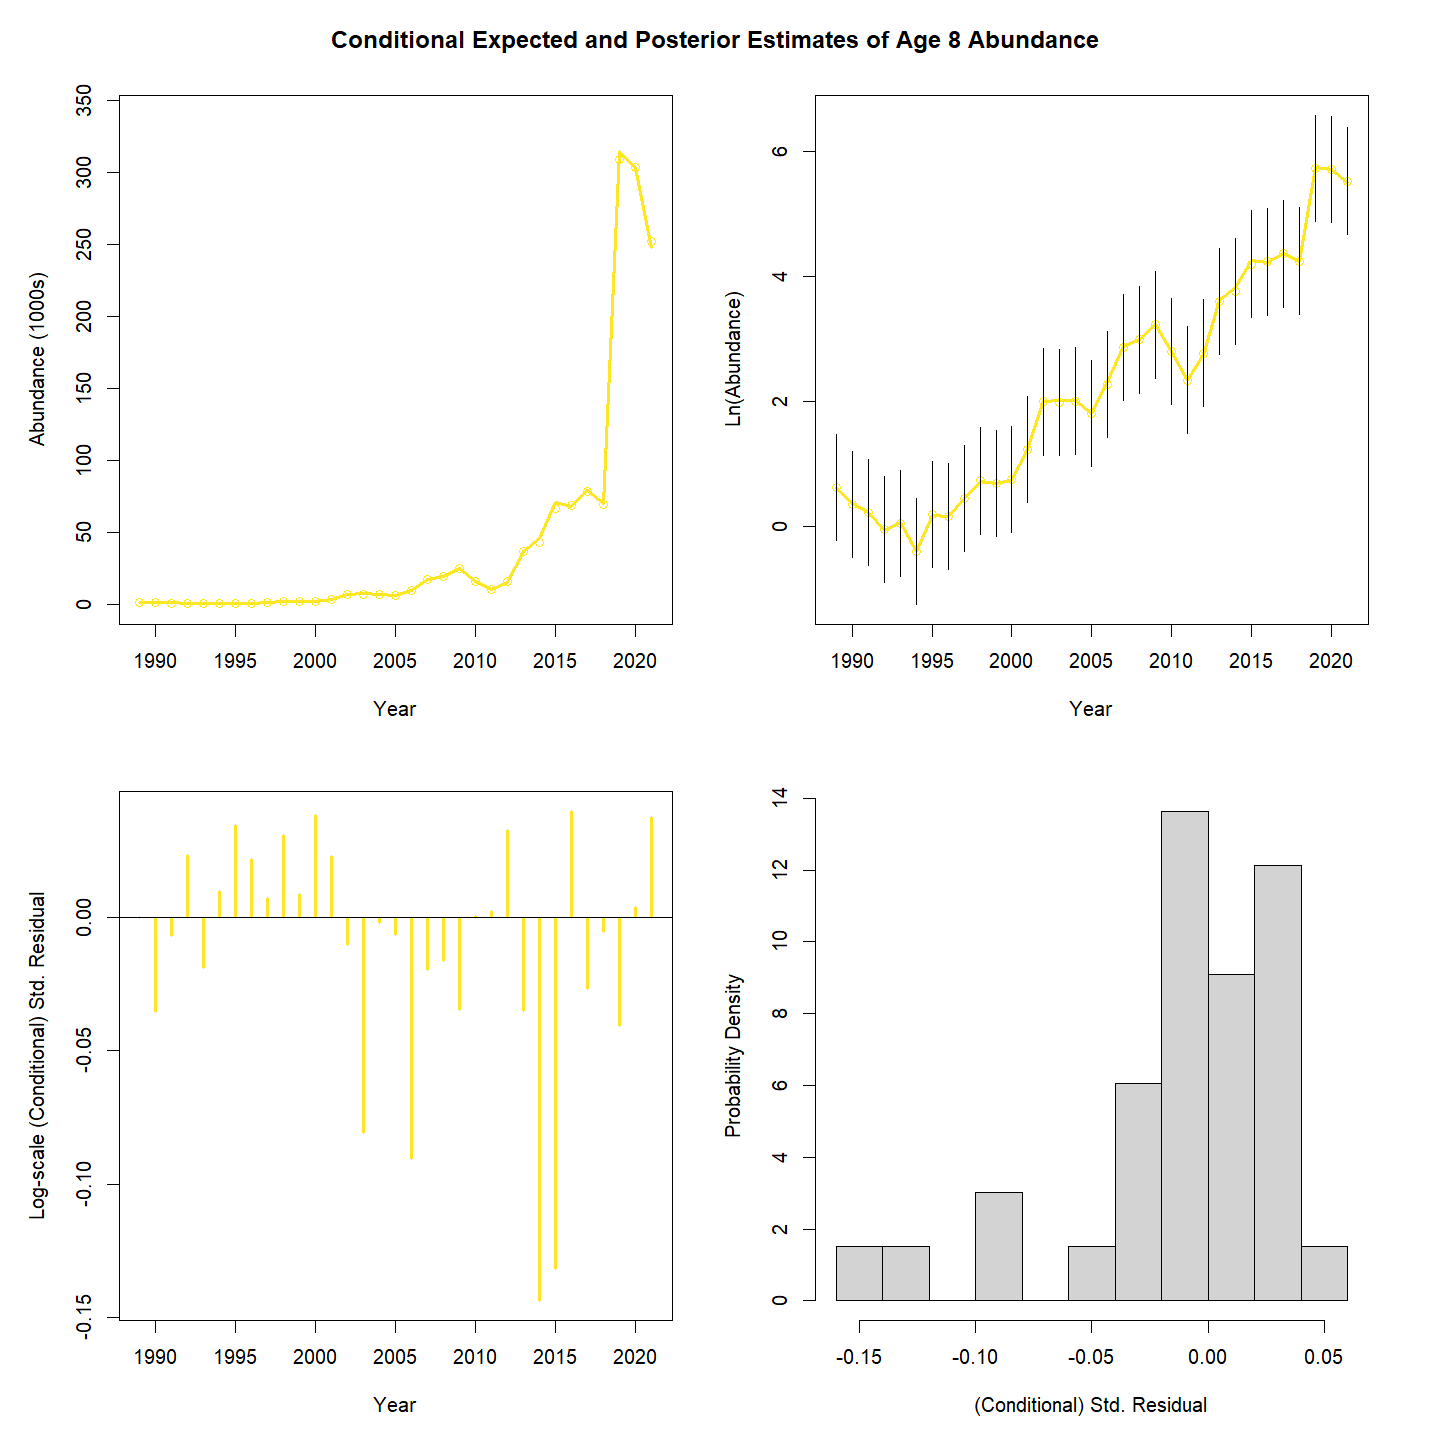 Conditional Expected and Posterior Estimates of Age 8 Abundance
Abundance (1000s)
0 50 100 150 200 250 300 350
1990 1995 2000 2005 2010 2015 2020
Year
Ln(Abundance)
0 2 4 6
1990 1995 2000 2005 2010 2015 2020
Year
Log-scale (Conditional) Std. Residual
-0.15 -0.10 -0.05 0.00
1990 1995 2000 2005 2010 2015 2020
Year
Probability Density
0 2 4 6 8 10 12 14
-0.15 -0.10 -0.05 0.00 0.05
(Conditional) Std. Residual